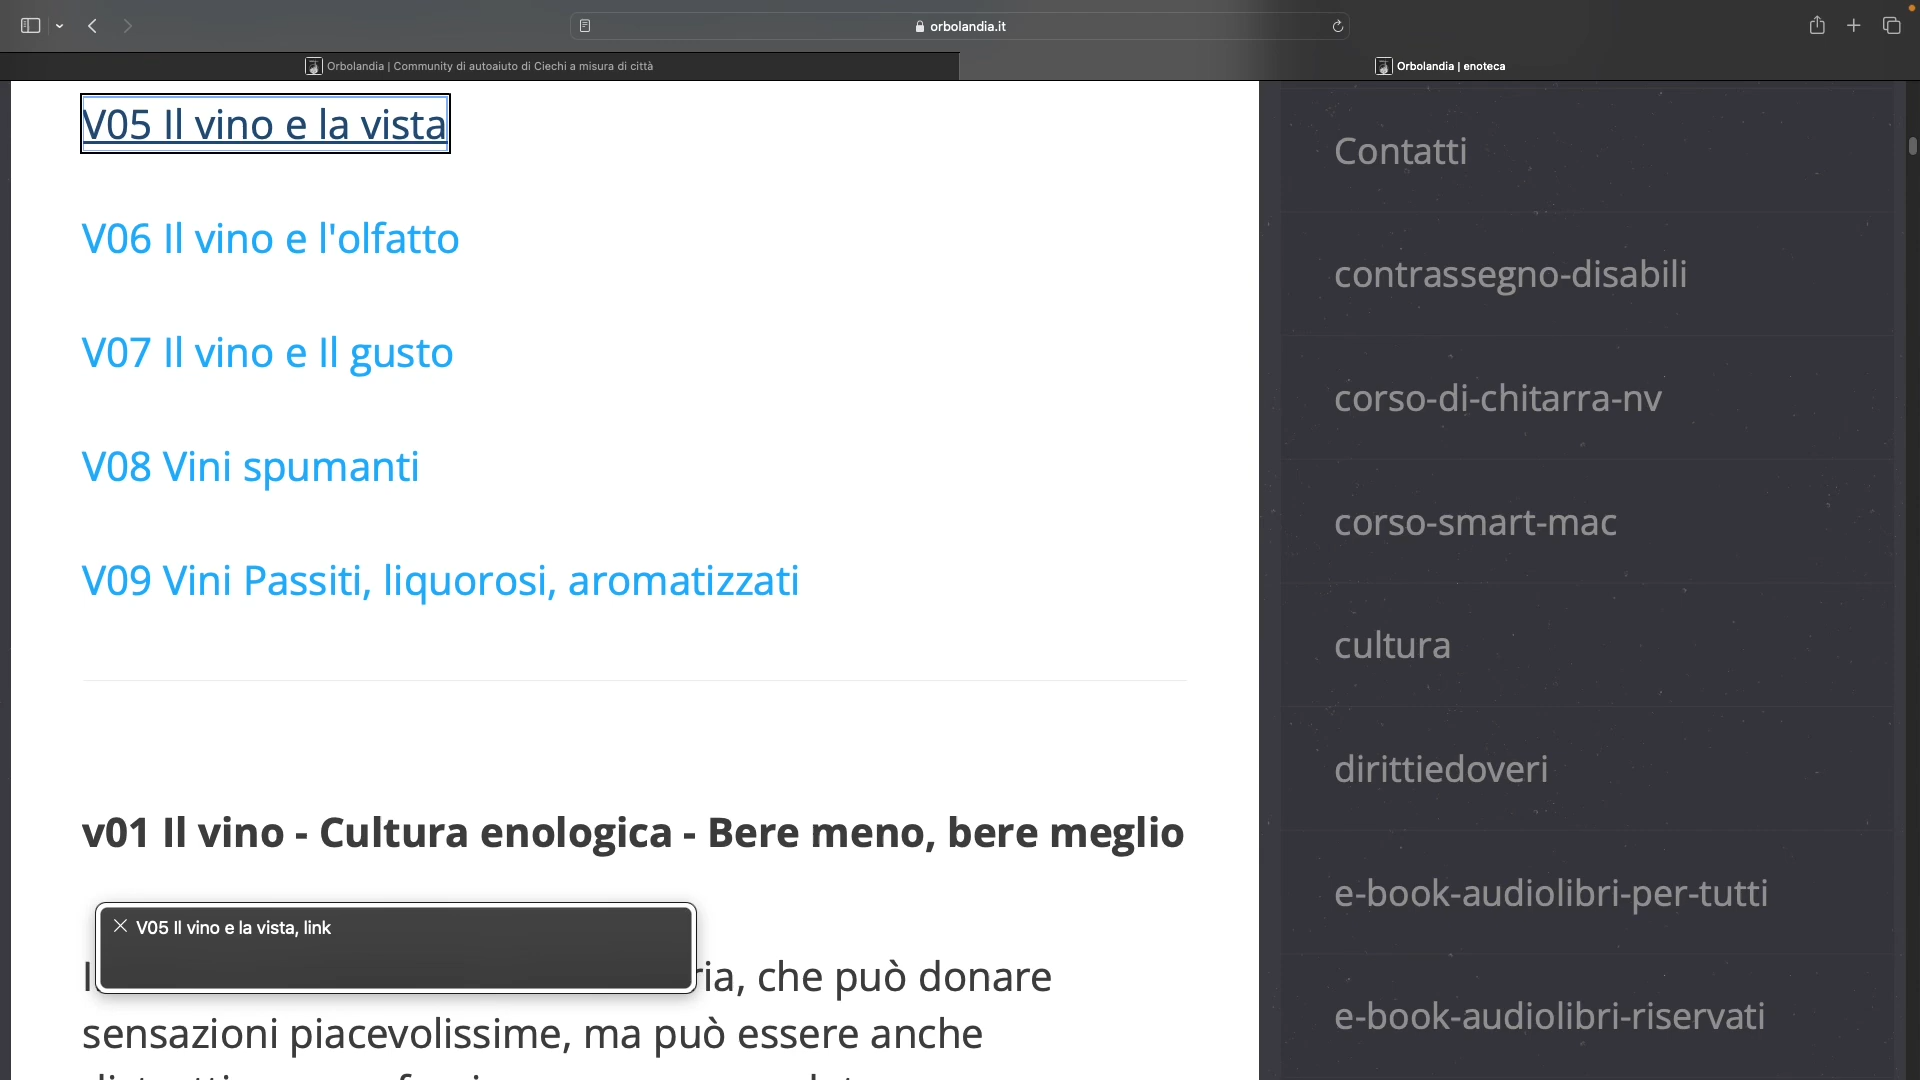 orbolandia.it
Orbolandia | Community di autoaiuto di Ciechi a misura di città
Orbolandia | enoteca
V05 Il vino e la vista
V06 Il vino e l'olfatto
V07 Il vino e Il gusto
V08 Vini spumanti
V09 Vini Passiti, liquorosi, aromatizzati
v01 Il vino - Cultura enologica - Bere meno, bere meglio
V05 Il vino e la vista, link
ria, che può donare
sensazioni piacevolissime, ma può essere anche
Contatti
contrassegno-disabili
corso-di-chitarra-nv
corso-smart-mac
cultura
dirittiedoveri
e-book-audiolibri-per-tutti
e-book-audiolibri-riservati